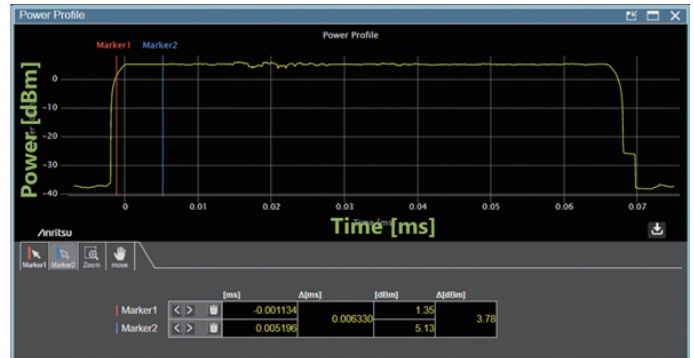 Power Profile
Power Profile
Marker1 Marker2
Power [dBm]
0
-10
-20
-30
-40
0 0.01 0.02 0.03 0.04 0.05 0.06 0.07
Time [ms]
Anritsu
Marker1 Marker2 Zoom move
[ms] Δ[ms] [dBm] Δ[dBm]
Marker1 < > -0.001134 0.006330 1.35 3.78
Marker2 < > 0.005196 5.13